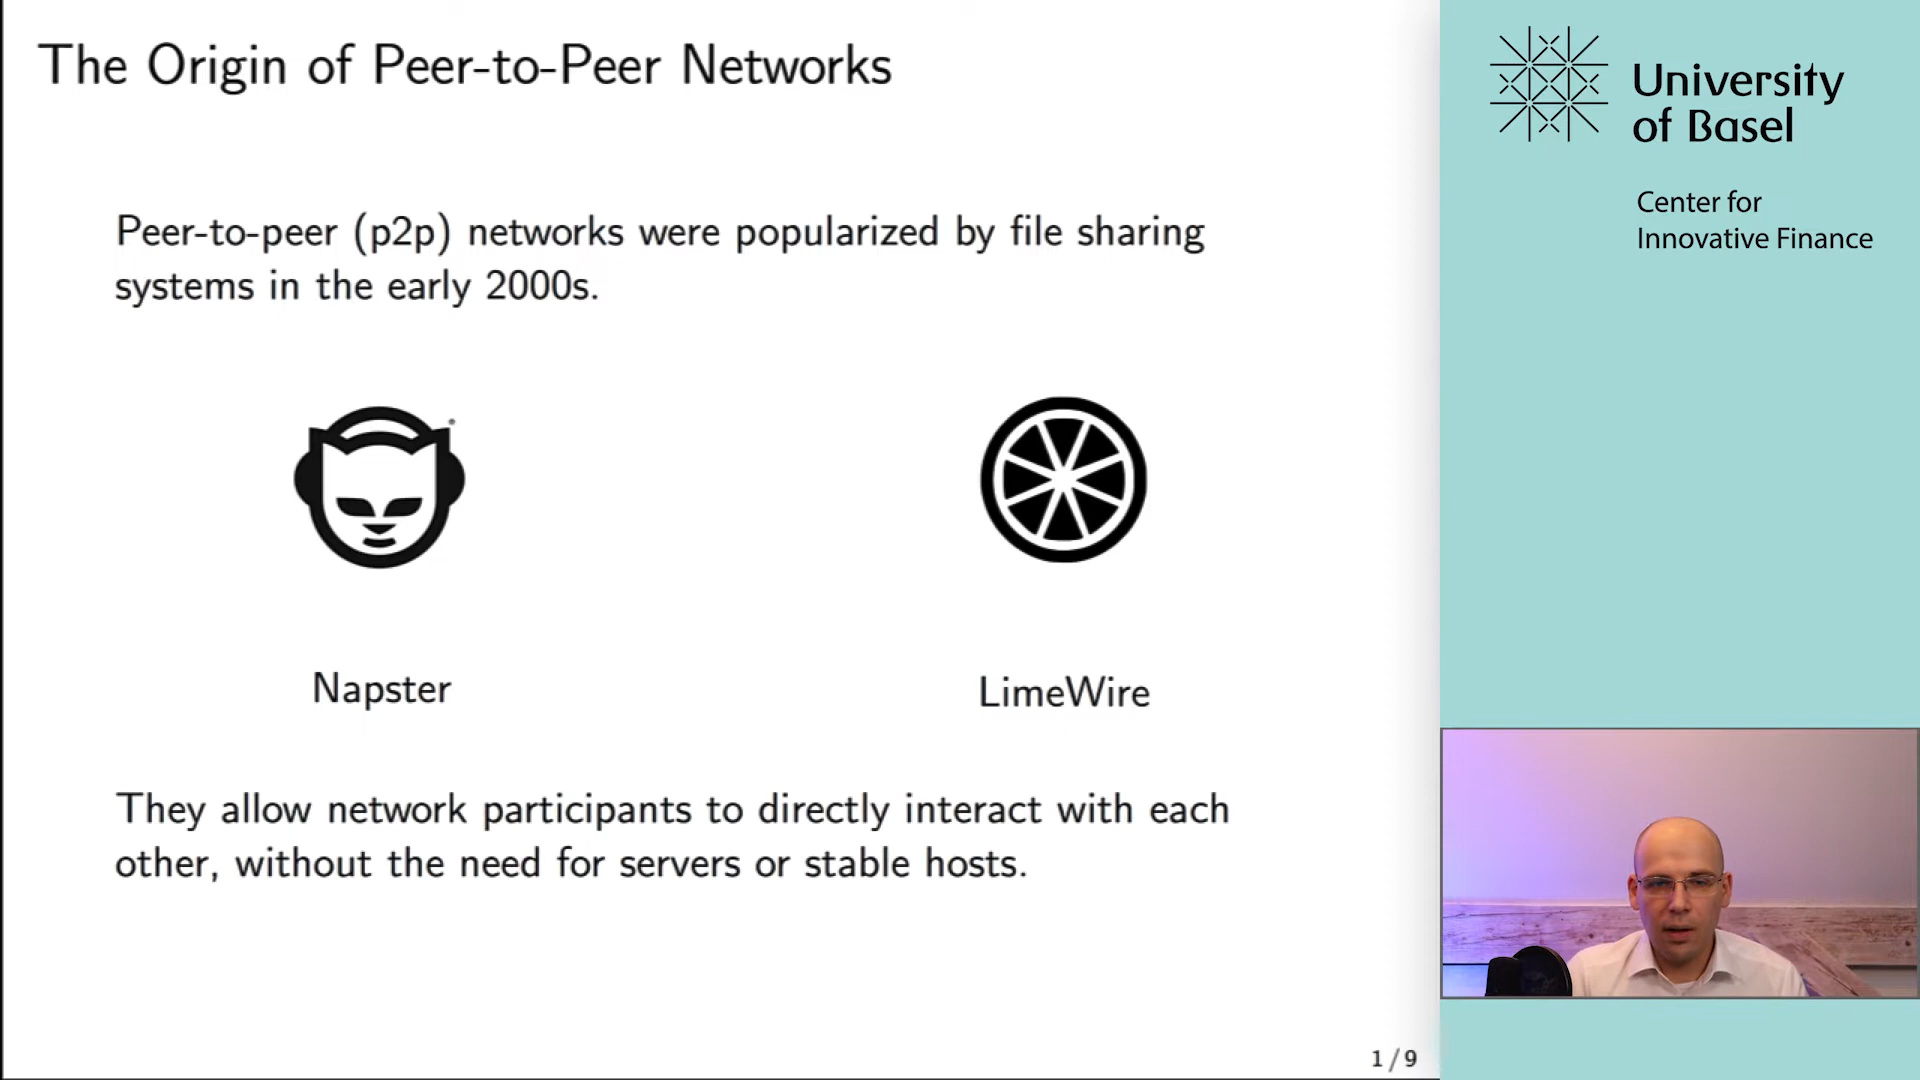 The Origin of Peer-to-Peer Networks
Peer-to-peer (p2p) networks were popularized by file sharing
systems in the early 2000s.
Napster
LimeWire
They allow network participants to directly interact with each
other, without the need for servers or stable hosts.
1 / 9
University
of Basel
Center for
Innovative Finance